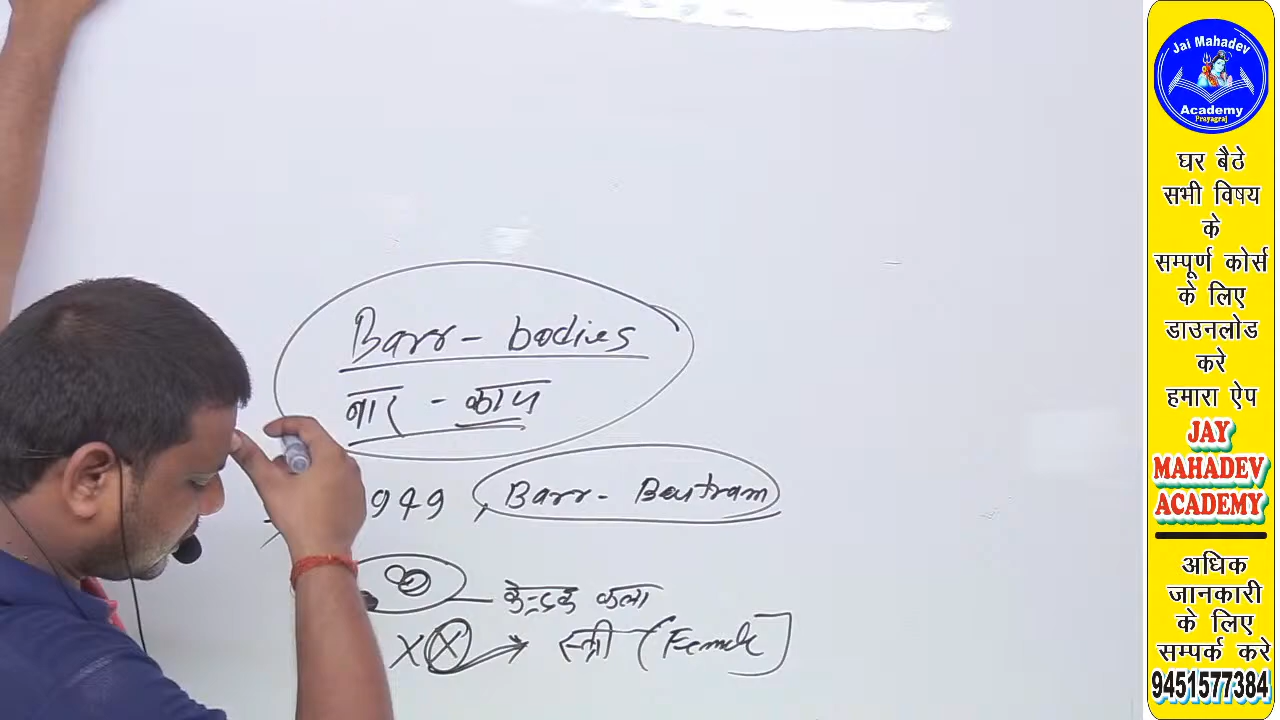 Barr - bodies
बार - काय
949 Barr - Bertram
केन्द्रक कला
X X → स्त्री (Female)
Jai Mahadev
Academy
Prayagraj
घर बैठे
सभी विषय
के
सम्पूर्ण कोर्स
के लिए
डाउनलोड
करे
हमारा ऐप
JAY
MAHADEV
ACADEMY
अधिक
जानकारी
के लिए
सम्पर्क करे
9451577384